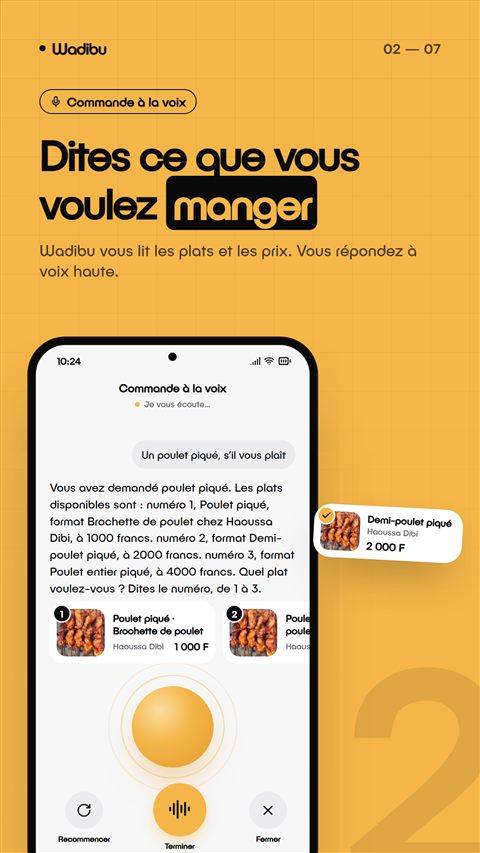 Wadibu
02 — 07
Commande à la voix
Dites ce que vous
voulez manger
Wadibu vous lit les plats et les prix. Vous répondez à
voix haute.
10:24
Commande à la voix
Je vous écoute...
Un poulet piqué, s'il vous plaît
Vous avez demandé poulet piqué. Les plats
disponibles sont : numéro 1, Poulet piqué,
format Brochette de poulet chez Haoussa
Dibi, à 1000 francs. numéro 2, format Demi-
poulet piqué, à 2000 francs. numéro 3, format
Poulet entier piqué, à 4000 francs. Quel plat
voulez-vous ? Dites le numéro, de 1 à 3.
Demi-poulet piqué
Haoussa Dibi
2 000 F
1
Poulet piqué ·
Brochette de poulet
Haoussa Dibi 1 000 F
2
Poule
poule
Haous
2
Recommencer
Terminer
Fermer